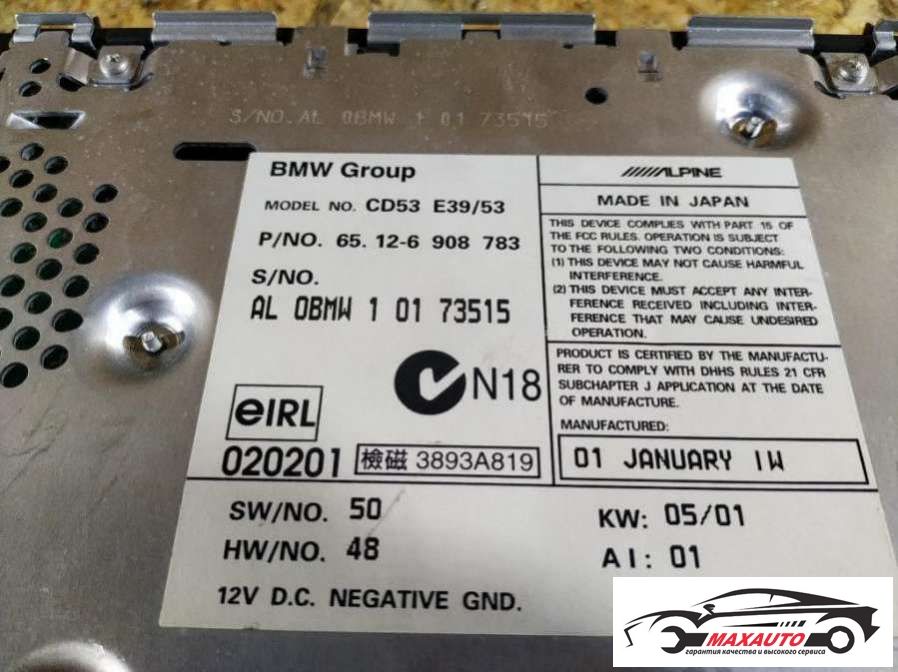 S/NO. AL 0BMW 1 01 73515
BMW Group
MODEL NO. CD53 E39/53
P/NO. 65. 12-6 908 783
S/NO.
AL 0BMW 1 01 73515
N18
eIRL
020201
檢磁 3893A819
ALPINE
MADE IN JAPAN
THIS DEVICE COMPLIES WITH PART 15 OF
THE FCC RULES. OPERATION IS SUBJECT
TO THE FOLLOWING TWO CONDITIONS:
(1) THIS DEVICE MAY NOT CAUSE HARMFUL
INTERFERENCE.
(2) THIS DEVICE MUST ACCEPT ANY INTER-
FERENCE RECEIVED INCLUDING INTER-
FERENCE THAT MAY CAUSE UNDESIRED
OPERATION.
PRODUCT IS CERTIFIED BY THE MANUFACTU-
RER TO COMPLY WITH DHHS RULES 21 CFR
SUBCHAPTER J APPLICATION AT THE DATE
OF MANUFACTURE.
MANUFACTURED:
01 JANUARY 1W
SW/NO. 50
HW/NO. 48
KW: 05/01
AI: 01
12V D.C. NEGATIVE GND.
MAXAUTO
гарантия качества и высокого сервиса